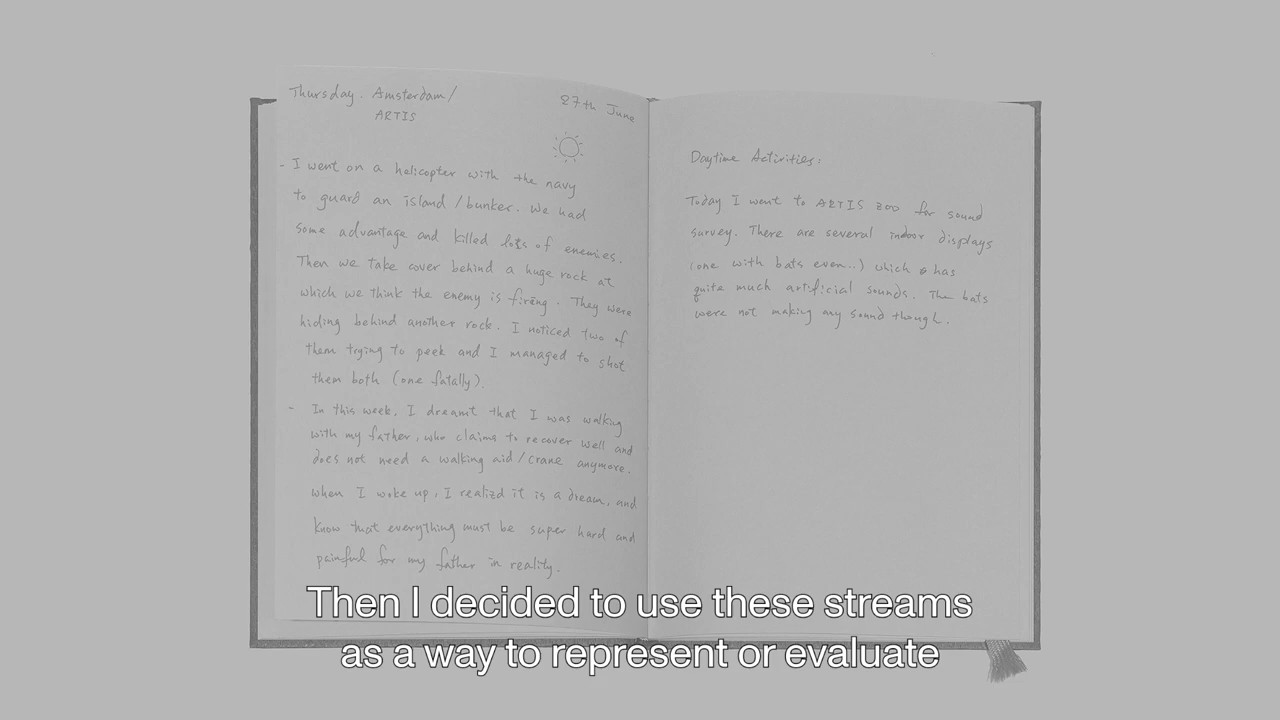 Thursday. Amsterdam/
ARTIS
27th June
- I went on a helicopter with the navy
to guard an island / bunker. We had
some advantage and killed lots of enemies.
Then we take cover behind a huge rock at
which we think the enemy is firing. They were
hiding behind another rock. I noticed two of
them trying to peek and I managed to shot
them both (one fatally).
- In this week, I dreamt that I was walking
with my father, who claims to recover well and
does not need a walking aid / crane anymore.
when I woke up, I realizd it is a dream, and
know that everything must be super hard and
painful for my father in reality.
Daytime Activities:
Today I went to ARTIS ZOO for sound
survey. There are several indoor displays
(one with bats even..) which has
quite much artificial sounds. The bats
were not making any sound though.
Then I decided to use these streams
as a way to represent or evaluate